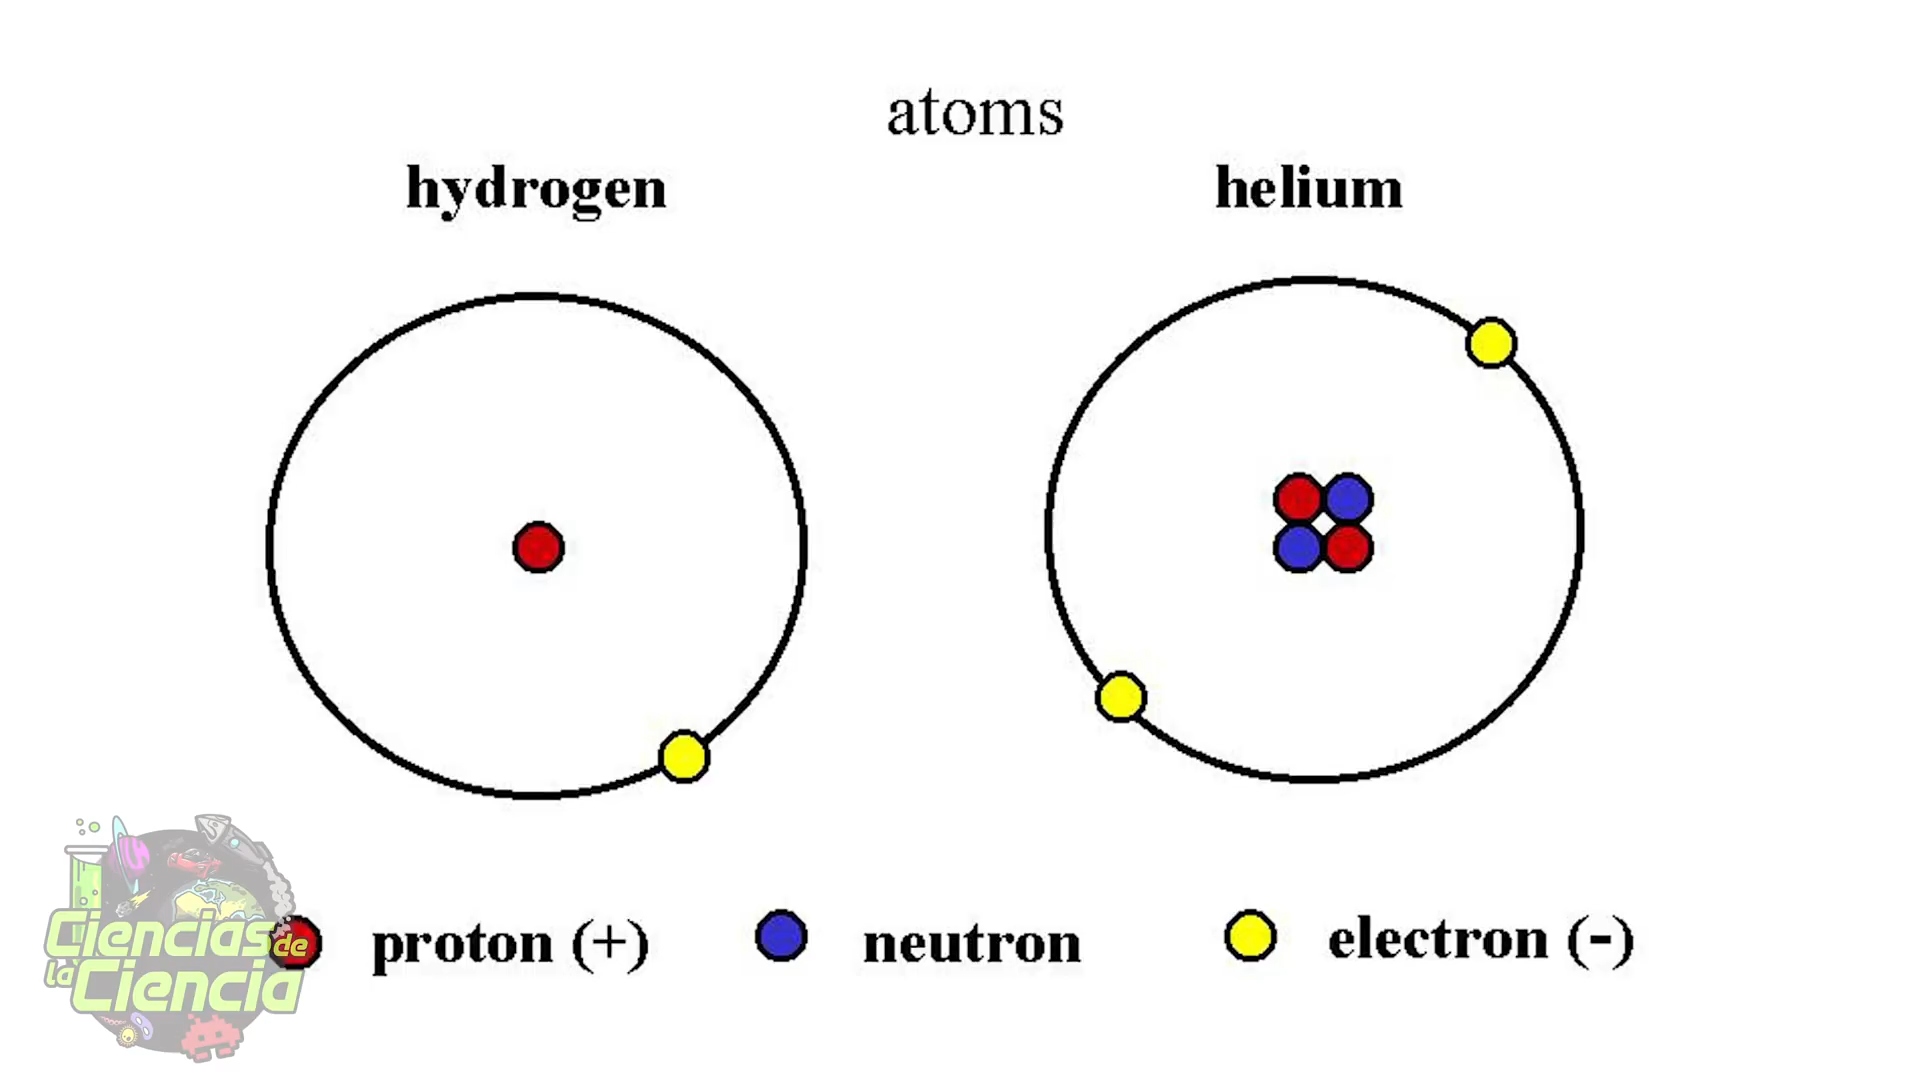 atoms
hydrogen
helium
proton (+)
neutron
electron (-)
Ciencias de
la Ciencia